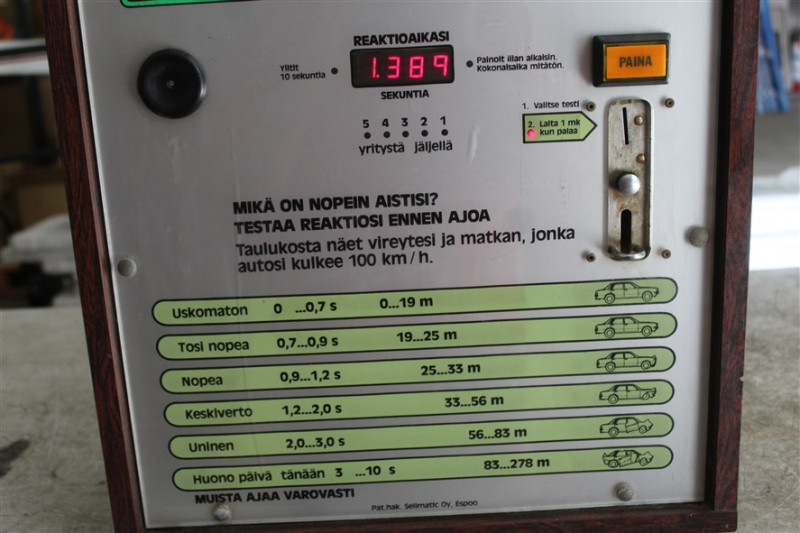 REAKTIOAIKASI
Ylitit
10 sekuntia
1.389
Painoit liian aikaisin.
Kokonaisaika mitätön.
SEKUNTIA
PAINA
5 4 3 2 1
yritystä jäljellä
1. Valitse testi
2. Laita 1 mk
kun palaa
MIKÄ ON NOPEIN AISTISI?
TESTAA REAKTIOSI ENNEN AJOA
Taulukosta näet vireytesi ja matkan, jonka
autosi kulkee 100 km/h.
Uskomaton 0 ...0,7 s 0...19 m
Tosi nopea 0,7...0,9 s 19...25 m
Nopea 0,9...1,2 s 25...33 m
Keskiverto 1,2...2,0 s 33...56 m
Uninen 2,0...3,0 s 56...83 m
Huono päivä tänään 3 ...10 s 83...278 m
MUISTA AJAA VAROVASTI
Pat.hak. Selimatic Oy, Espoo